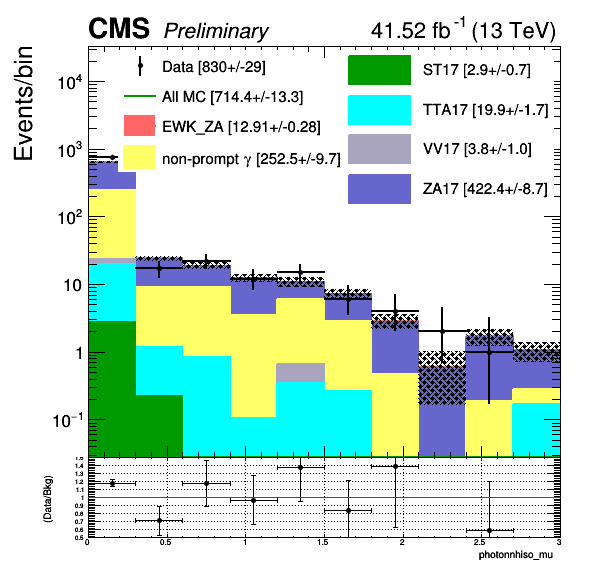 CMS Preliminary 41.52 fb⁻¹ (13 TeV)
Events/bin
Data [830+/-29]
All MC [714.4+/-13.3]
EWK_ZA [12.91+/-0.28]
non-prompt γ [252.5+/-9.7]
ST17 [2.9+/-0.7]
TTA17 [19.9+/-1.7]
VV17 [3.8+/-1.0]
ZA17 [422.4+/-8.7]
10⁴
10³
10²
10
1
10⁻¹
(Data/Bkg)
1.5
1.4
1.3
1.2
1.1
1
0.9
0.8
0.7
0.6
0.5
0 0.5 1 1.5 2 2.5 3
photonnhiso_mu